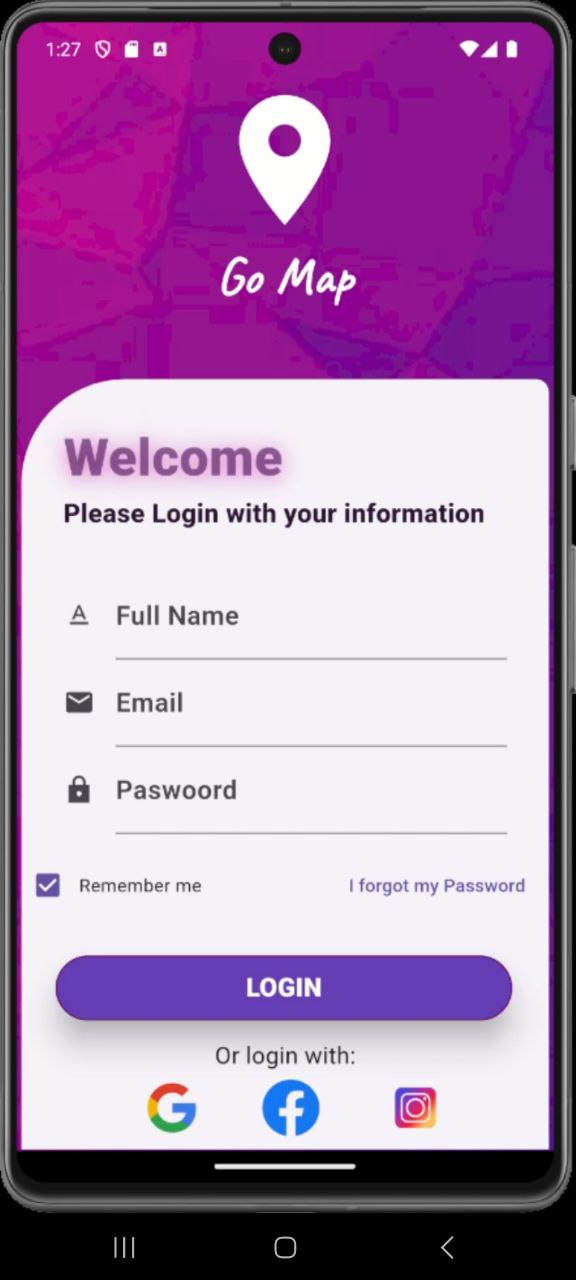 1:27
Go Map
Welcome
Please Login with your information
Full Name
Email
Paswoord
Remember me
I forgot my Password
LOGIN
Or login with: